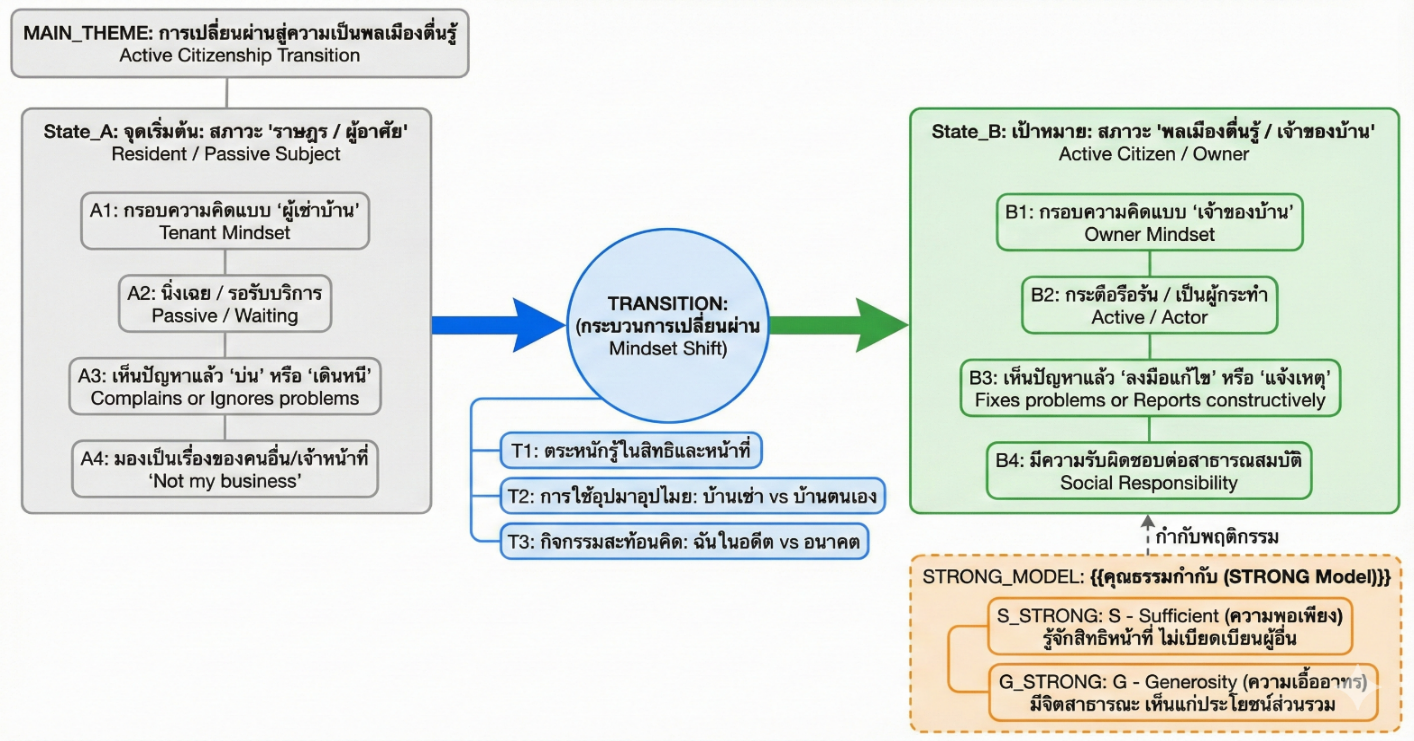 MAIN_THEME: การเปลี่ยนผ่านสู่ความเป็นพลเมืองตื่นรู้
Active Citizenship Transition
State_A: จุดเริ่มต้น: สภาวะ 'ราษฎร / ผู้อาศัย'
Resident / Passive Subject
A1: กรอบความคิดแบบ ‘ผู้เช่าบ้าน’
Tenant Mindset
A2: นิ่งเฉย / รอรับบริการ
Passive / Waiting
A3: เห็นปัญหาแล้ว ‘บ่น’ หรือ ‘เดินหนี’
Complains or Ignores problems
A4: มองเป็นเรื่องของคนอื่น/เจ้าหน้าที่
‘Not my business’
TRANSITION:
(กระบวนการเปลี่ยนผ่าน
Mindset Shift)
T1: ตระหนักรู้ในสิทธิและหน้าที่
T2: การใช้อุปมาอุปไมย: บ้านเช่า vs บ้านตนเอง
T3: กิจกรรมสะท้อนคิด: ฉันในอดีต vs อนาคต
State_B: เป้าหมาย: สภาวะ 'พลเมืองตื่นรู้ / เจ้าของบ้าน'
Active Citizen / Owner
B1: กรอบความคิดแบบ ‘เจ้าของบ้าน’
Owner Mindset
B2: กระตือรือร้น / เป็นผู้กระทำ
Active / Actor
B3: เห็นปัญหาแล้ว ‘ลงมือแก้ไข’ หรือ ‘แจ้งเหตุ’
Fixes problems or Reports constructively
B4: มีความรับผิดชอบต่อสาธารณสมบัติ
Social Responsibility
กำกับพฤติกรรม
STRONG_MODEL: {{คุณธรรมกำกับ (STRONG Model)}}
S_STRONG: S - Sufficient (ความพอเพียง)
รู้จักสิทธิหน้าที่ ไม่เบียดเบียนผู้อื่น
G_STRONG: G - Generosity (ความเอื้ออาทร)
มีจิตสาธารณะ เห็นแก่ประโยชน์ส่วนรวม